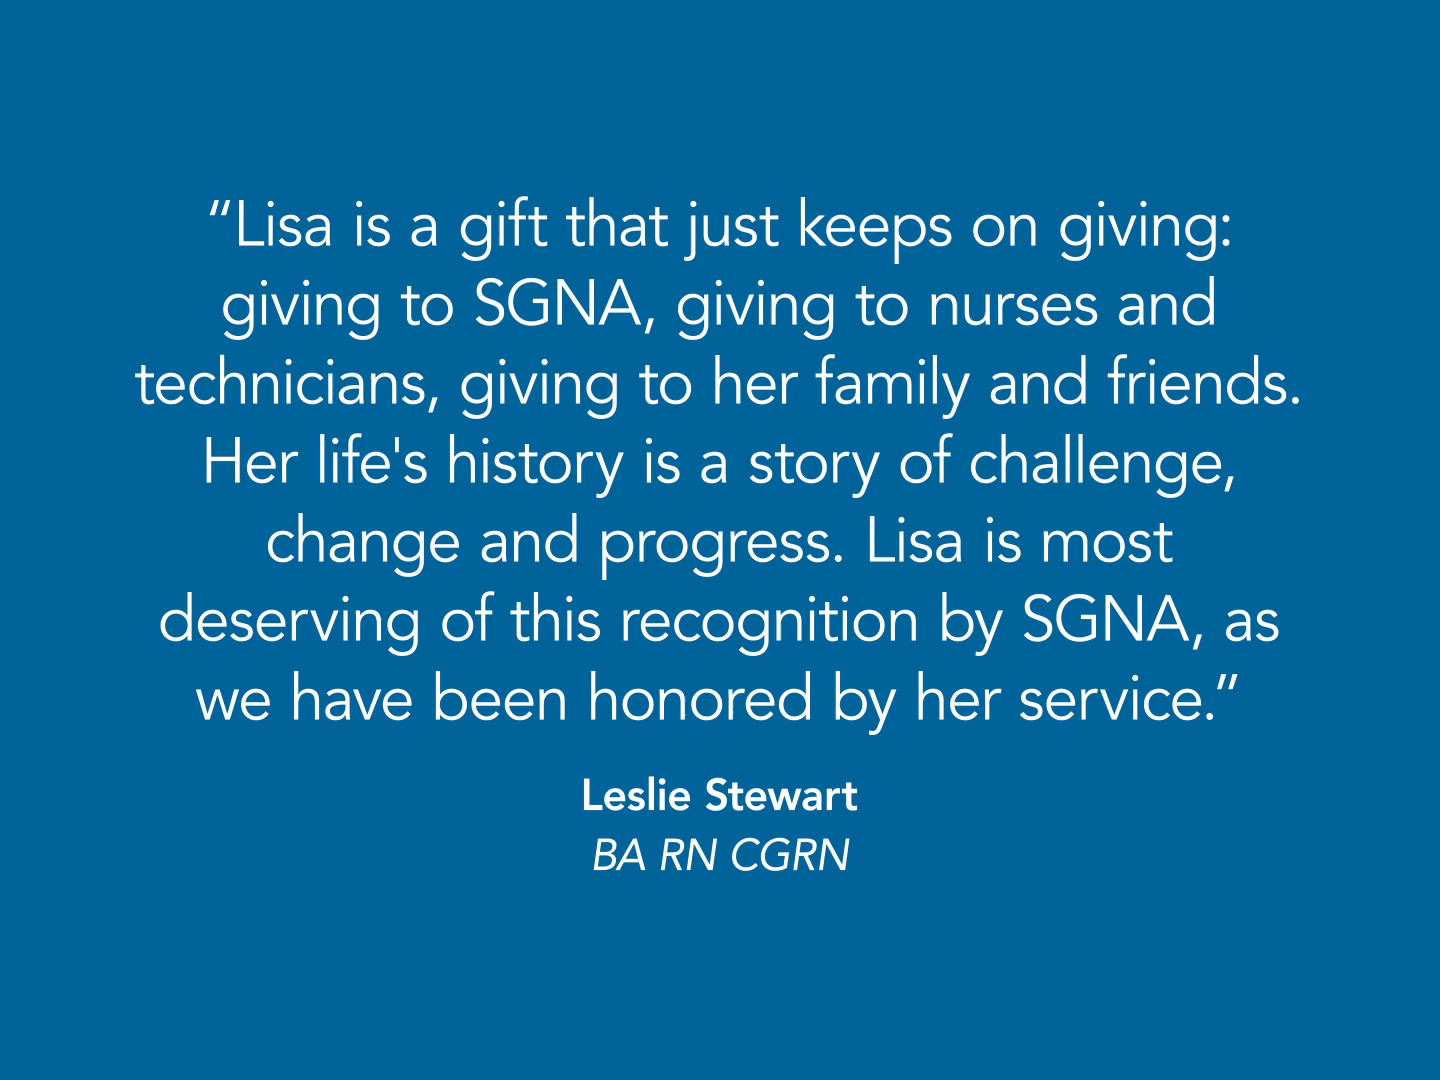 “Lisa is a gift that just keeps on giving:
giving to SGNA, giving to nurses and
technicians, giving to her family and friends.
Her life's history is a story of challenge,
change and progress. Lisa is most
deserving of this recognition by SGNA, as
we have been honored by her service.”
Leslie Stewart
BA RN CGRN